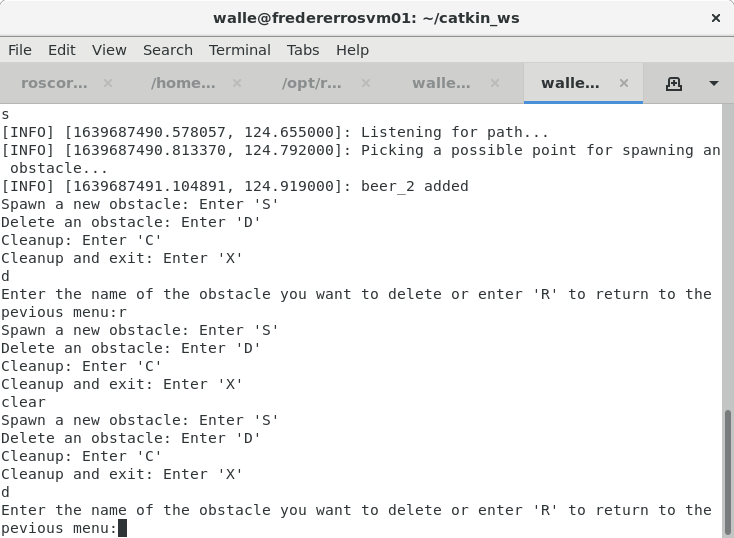 walle@fredererrosvm01: ~/catkin_ws
File Edit View Search Terminal Tabs Help
roscor... /home... /opt/r... walle... walle...
s
[INFO] [1639687490.578057, 124.655000]: Listening for path...
[INFO] [1639687490.813370, 124.792000]: Picking a possible point for spawning an
obstacle...
[INFO] [1639687491.104891, 124.919000]: beer_2 added
Spawn a new obstacle: Enter 'S'
Delete an obstacle: Enter 'D'
Cleanup: Enter 'C'
Cleanup and exit: Enter 'X'
d
Enter the name of the obstacle you want to delete or enter 'R' to return to the
pevious menu:r
Spawn a new obstacle: Enter 'S'
Delete an obstacle: Enter 'D'
Cleanup: Enter 'C'
Cleanup and exit: Enter 'X'
clear
Spawn a new obstacle: Enter 'S'
Delete an obstacle: Enter 'D'
Cleanup: Enter 'C'
Cleanup and exit: Enter 'X'
d
Enter the name of the obstacle you want to delete or enter 'R' to return to the
pevious menu: